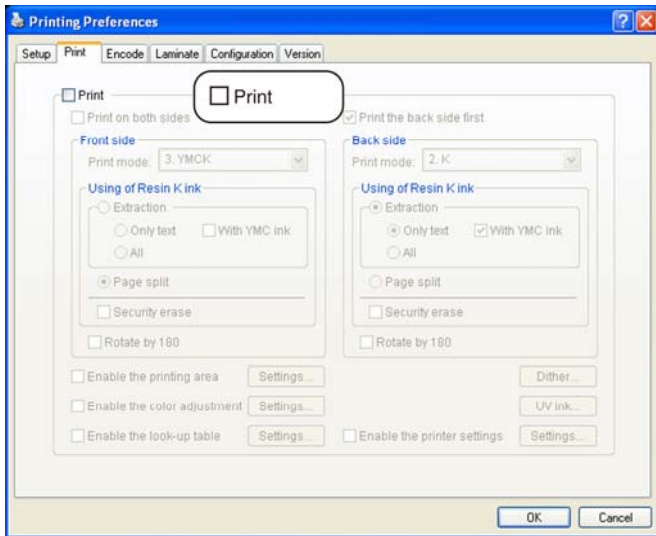 Printing Preferences
Setup Print Encode Laminate Configuration Version
Print
Print
Print on both sides Print the back side first
Front side Back side
Print mode: 3. YMCK Print mode: 2. K
Using of Resin K ink Using of Resin K ink
Extraction Extraction
Only text With YMC ink Only text With YMC ink
All All
Page split Page split
Security erase Security erase
Rotate by 180 Rotate by 180
Enable the printing area Settings... Dither...
Enable the color adjustment Settings... UV ink...
Enable the look-up table Settings... Enable the printer settings Settings...
OK Cancel